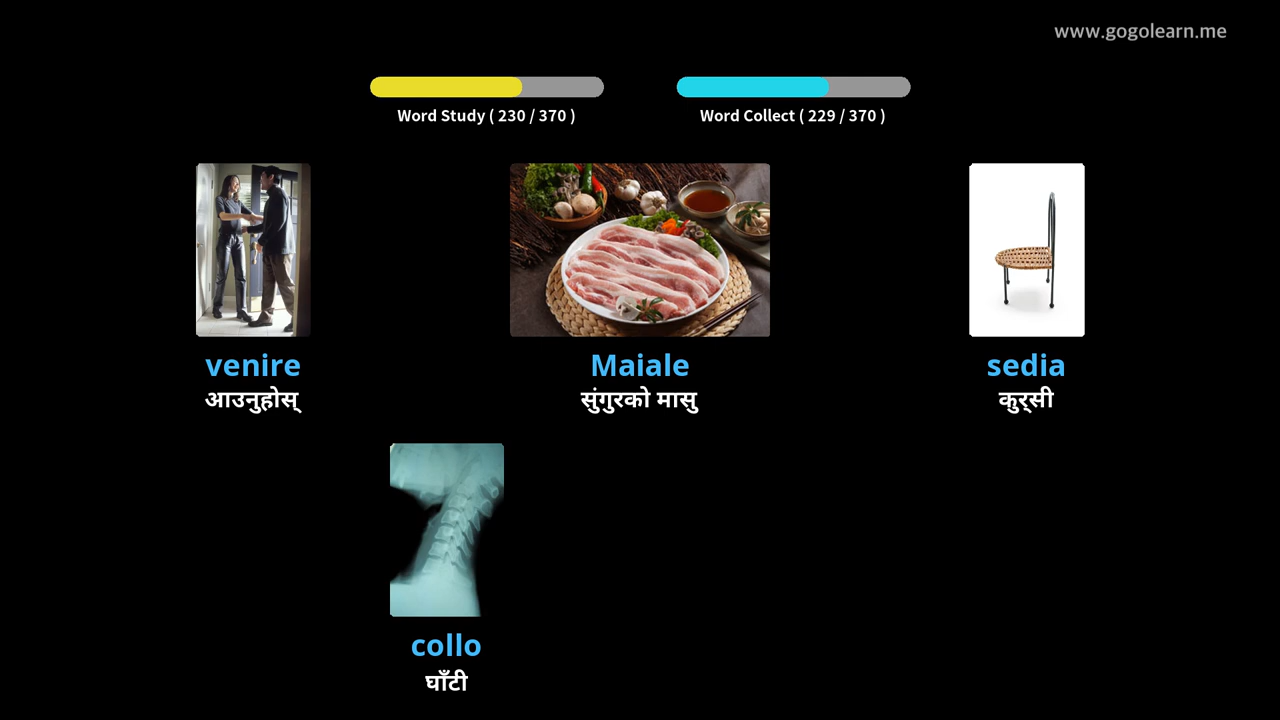 www.gogolearn.me
Word Study ( 230 / 370 )
Word Collect ( 229 / 370 )
venire
आउनुहोस्
Maiale
सुंगुरको मासु
sedia
कुर्सी
collo
घाँटी